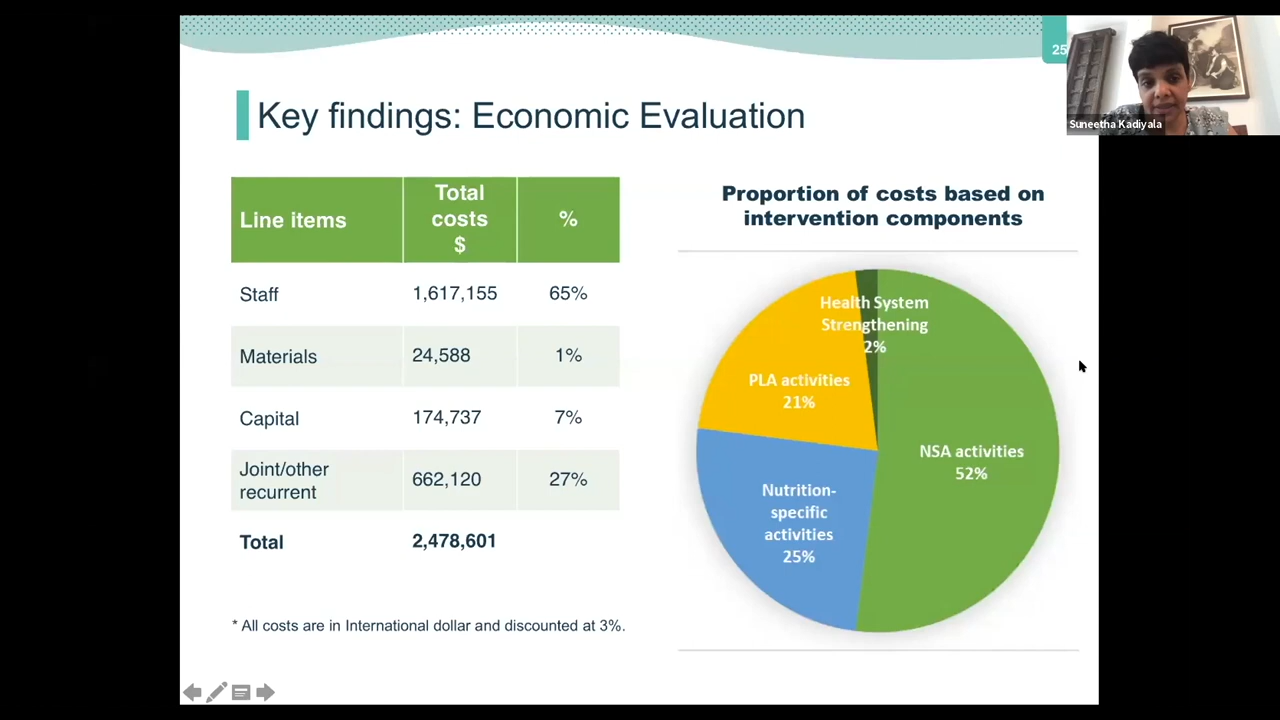 25
Suneetha Kadiyala
Key findings: Economic Evaluation
Line items
Total
costs
$
%
Staff
1,617,155
65%
Materials
24,588
1%
Capital
174,737
7%
Joint/other
recurrent
662,120
27%
Total
2,478,601
* All costs are in International dollar and discounted at 3%.
Proportion of costs based on
intervention components
Health System
Strengthening
2%
PLA activities
21%
NSA activities
52%
Nutrition-
specific
activities
25%